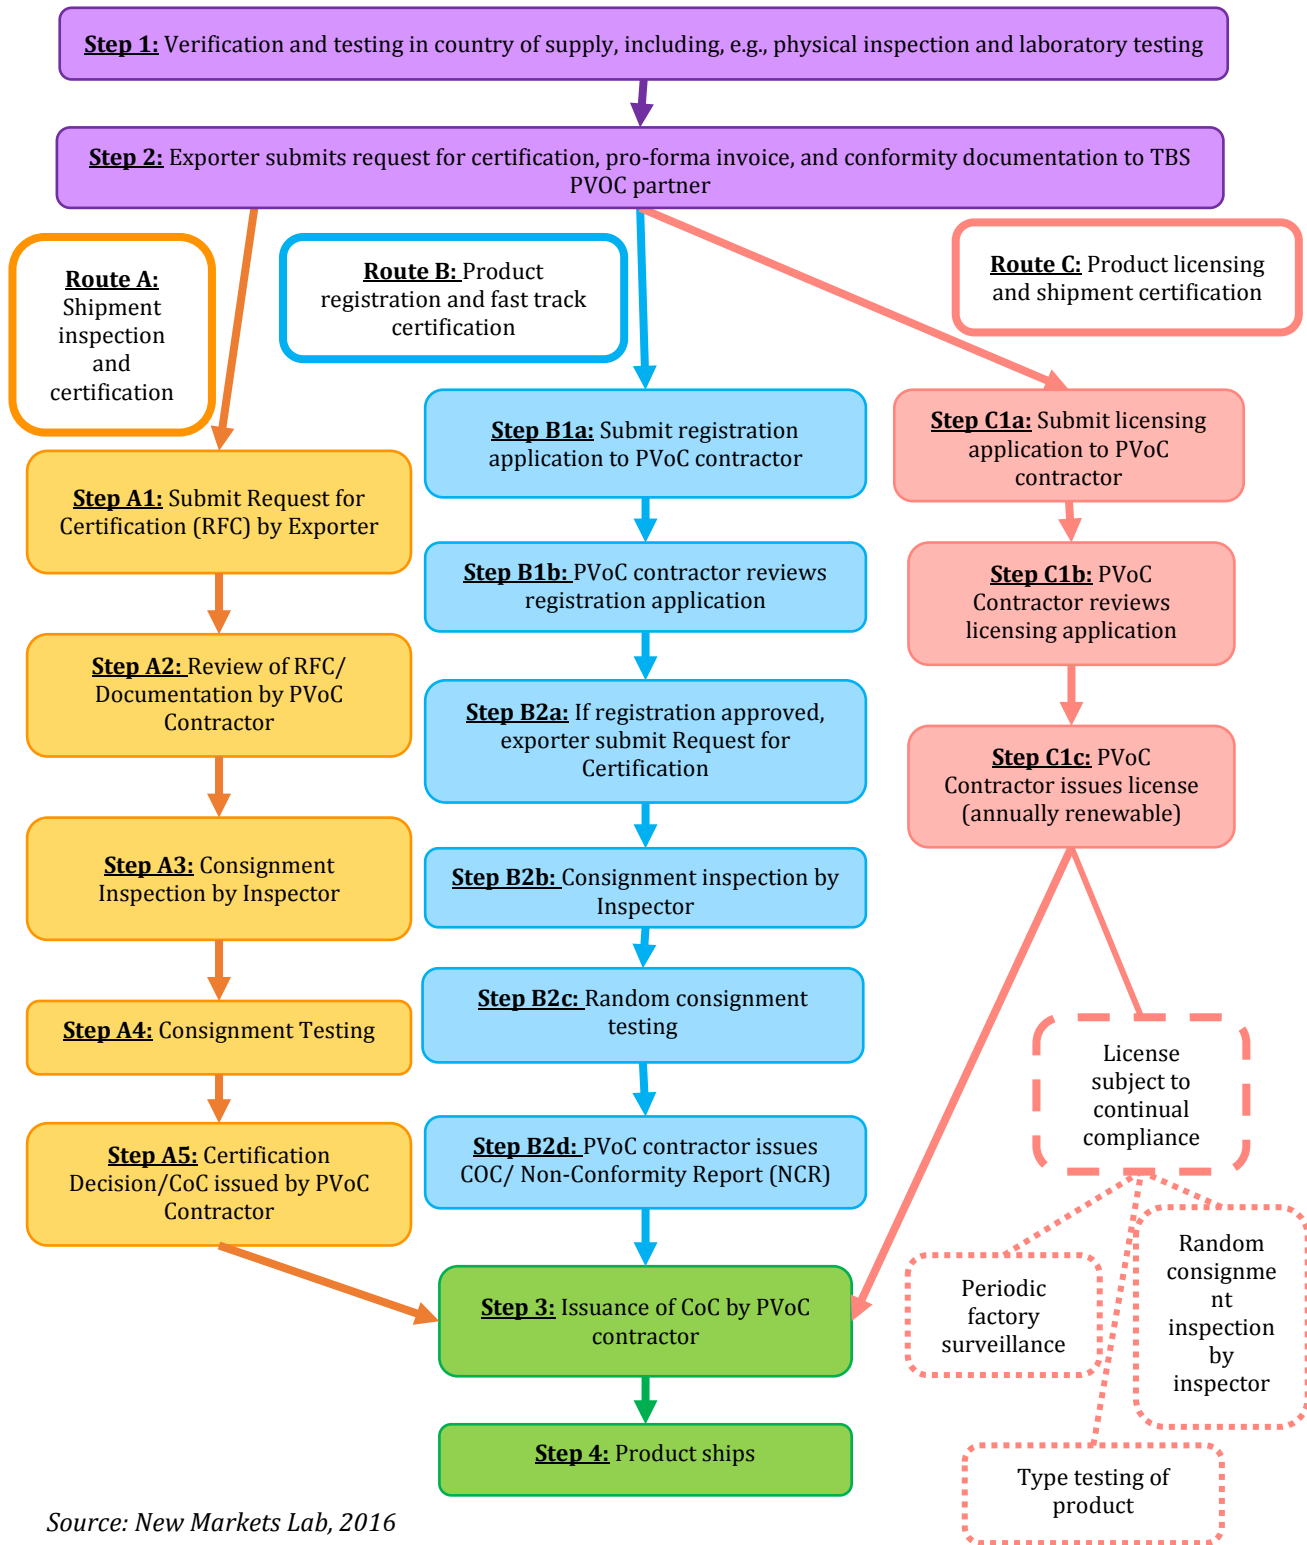 Step 1: Verification and testing in country of supply, including, e.g., physical inspection and laboratory testing
Step 2: Exporter submits request for certification, pro-forma invoice, and conformity documentation to TBS
PVOC partner
Route A:
Shipment
inspection
and
certification
Route B: Product
registration and fast track
certification
Route C: Product licensing
and shipment certification
Step A1: Submit Request for
Certification (RFC) by Exporter
Step A2: Review of RFC/
Documentation by PVoC
Contractor
Step A3: Consignment
Inspection by Inspector
Step A4: Consignment Testing
Step A5: Certification
Decision/CoC issued by PVoC
Contractor
Step B1a: Submit registration
application to PVoC contractor
Step B1b: PVoC contractor reviews
registration application
Step B2a: If registration approved,
exporter submit Request for
Certification
Step B2b: Consignment inspection by
Inspector
Step B2c: Random consignment
testing
Step B2d: PVoC contractor issues
COC/ Non-Conformity Report (NCR)
Step C1a: Submit licensing
application to PVoC
contractor
Step C1b: PVoC
Contractor reviews
licensing application
Step C1c: PVoC
Contractor issues license
(annually renewable)
License
subject to
continual
compliance
Periodic
factory
surveillance
Random
consignme
nt
inspection
by
inspector
Type testing of
product
Step 3: Issuance of CoC by PVoC
contractor
Step 4: Product ships
Source: New Markets Lab, 2016